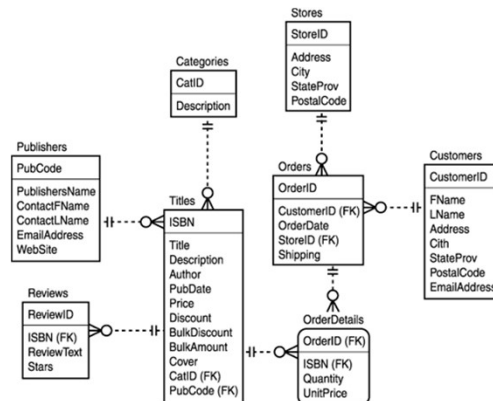 Stores
StoreID
Address
City
StateProv
PostalCode
Categories
CatID
Description
Publishers
PubCode
PublishersName
ContactFName
ContactLName
EmailAddress
WebSite
Titles
ISBN
Title
Description
Author
PubDate
Price
Discount
BulkDiscount
BulkAmount
Cover
CatID (FK)
PubCode (FK)
Orders
OrderID
CustomerID (FK)
OrderDate
StoreID (FK)
Shipping
Customers
CustomerID
FName
LName
Address
Cith
StateProv
PostalCode
EmailAddress
Reviews
ReviewID
ISBN (FK)
ReviewText
Stars
OrderDetails
OrderID (FK)
ISBN (FK)
Quantity
UnitPrice